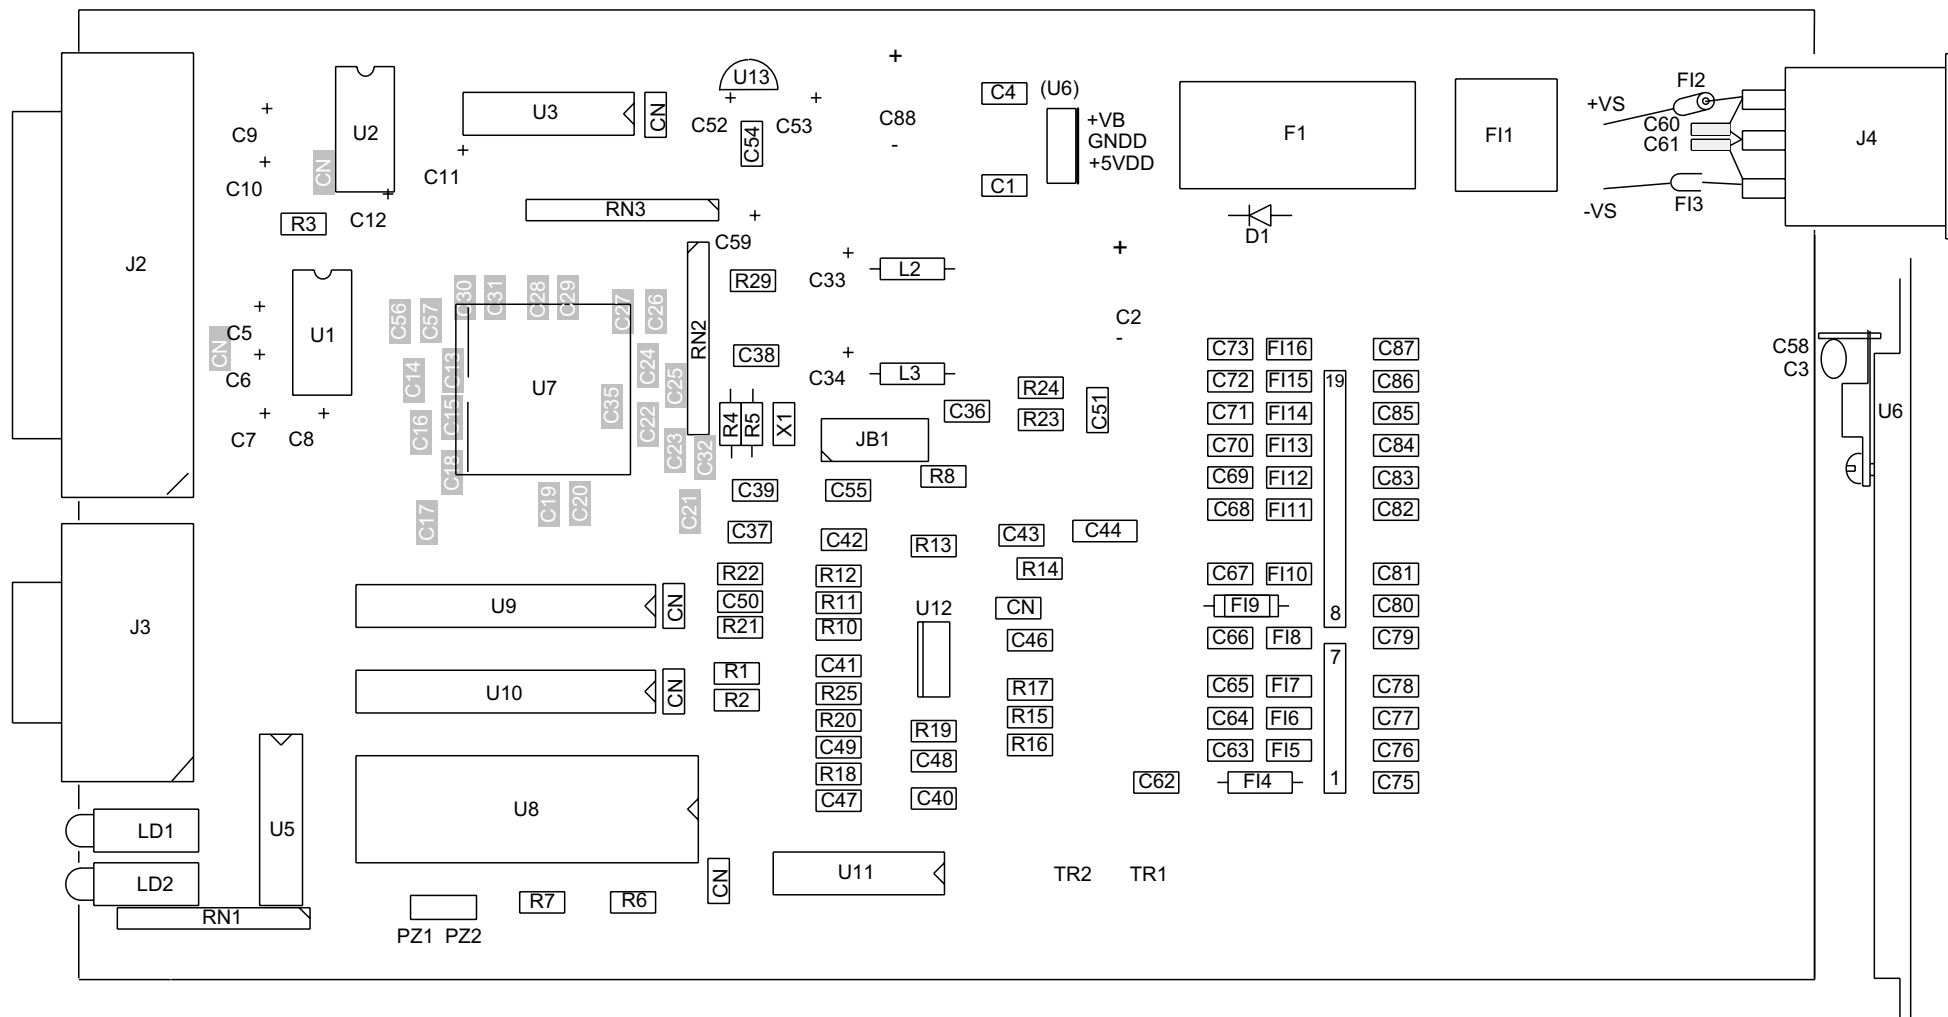 +
U13
FI2
C4
(U6)
+VS
U3
CN
+VB
C9
U2
C52
C53
C88
GNDD
F1
FI1
C60
C61
J4
C54
-
+5VDD
CN
C11
C10
C1
RN3
-VS
FI3
R3
C12
D1
C59
+
J2
L2
R29
C33
C30
C31
C28
C29
C27
C26
C56
C57
C2
-
C5
U1
CN
RN2
C73
FI16
C87
C58
C3
C38
C24
C13
C14
C6
C34
L3
C25
C72
FI15
19
C86
U7
R24
C35
C36
C51
C71
FI14
C85
U6
C15
C16
C22
R4
R5
X1
R23
C7
C8
JB1
C70
FI13
C84
C23
C32
C18
R8
C69
FI12
C83
C39
C55
C19
C20
C21
C68
FI11
C82
C17
C37
C42
R13
C43
C44
R14
R22
R12
C67
FI10
C81
U9
CN
C50
R11
U12
CN
FI9
8
C80
J3
R21
R10
C46
C66
FI8
C79
7
R1
C41
U10
CN
R25
R17
C65
FI7
C78
R2
R20
R15
C64
FI6
C77
R19
C49
R16
C63
FI5
C76
C48
R18
C62
FI4
1
C75
C47
C40
U8
LD1
U5
U11
TR2
TR1
LD2
CN
R7
R6
RN1
PZ1
PZ2